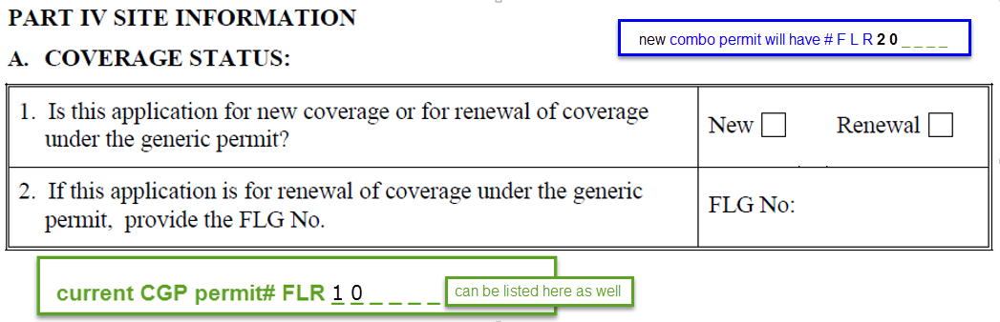 PART IV SITE INFORMATION
new combo permit will have # F L R 2 0 _ _ _ _
A. COVERAGE STATUS:
1. Is this application for new coverage or for renewal of coverage
under the generic permit?
New Renewal
2. If this application is for renewal of coverage under the generic
permit, provide the FLG No.
FLG No:
current CGP permit# FLR 1 0 _ _ _ _
can be listed here as well